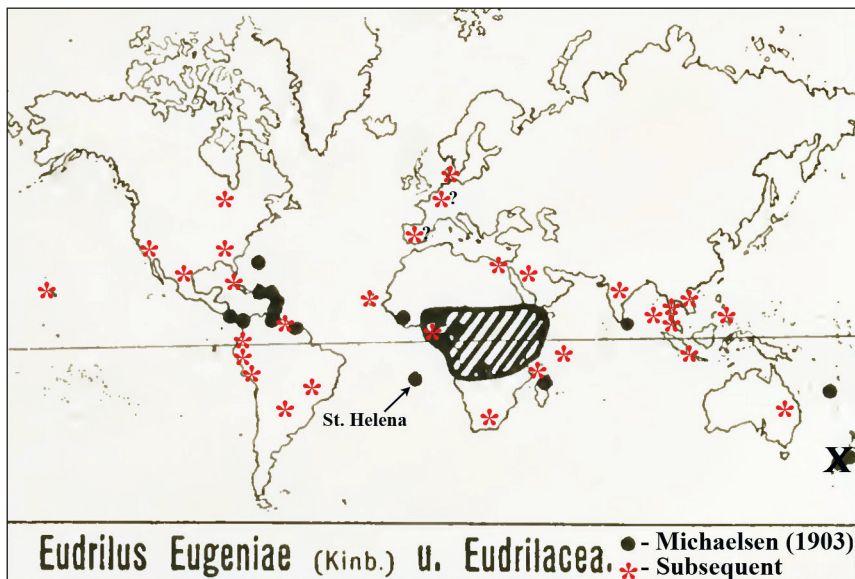 ?
?
St. Helena
X
Eudrilus Eugeniae (Kinb.) u. Eudrilacea.
● - Michaelsen (1903)
* - Subsequent